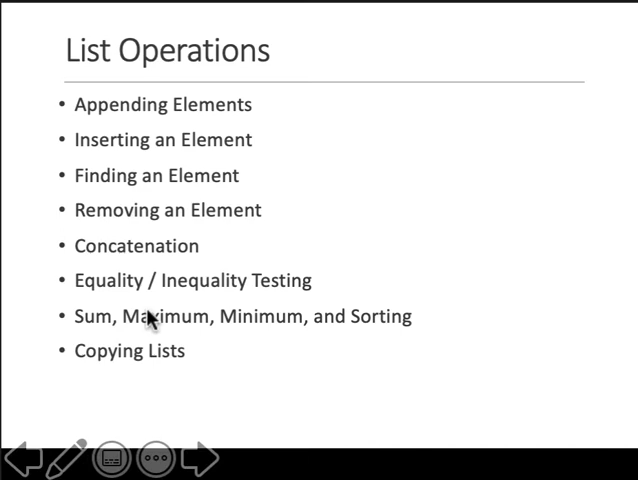 List Operations
• Appending Elements
• Inserting an Element
• Finding an Element
• Removing an Element
• Concatenation
• Equality / Inequality Testing
• Sum, Maximum, Minimum, and Sorting
• Copying Lists